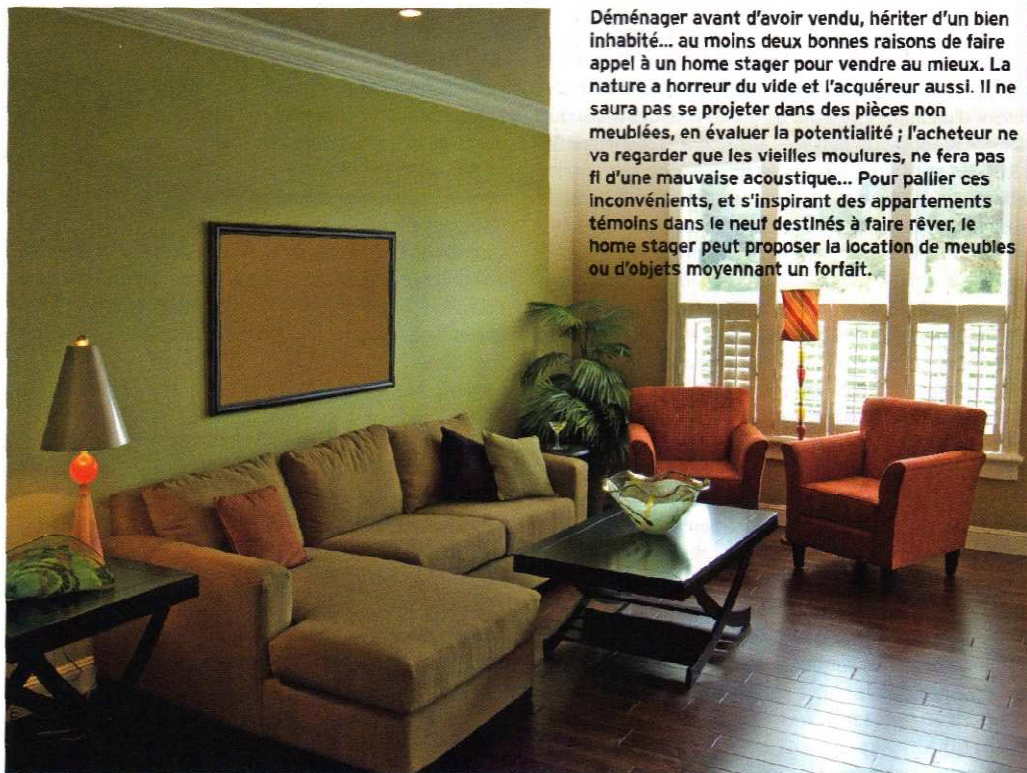 Déménager avant d'avoir vendu, hériter d'un bien
inhabité... au moins deux bonnes raisons de faire
appel à un home stager pour vendre au mieux. La
nature a horreur du vide et l'acquéreur aussi. Il ne
saura pas se projeter dans des pièces non
meublées, en évaluer la potentialité ; l'acheteur ne
va regarder que les vieilles moulures, ne fera pas
fi d'une mauvaise acoustique... Pour pallier ces
inconvénients, et s'inspirant des appartements
témoins dans le neuf destinés à faire rêver, le
home stager peut proposer la location de meubles
ou d'objets moyennant un forfait.